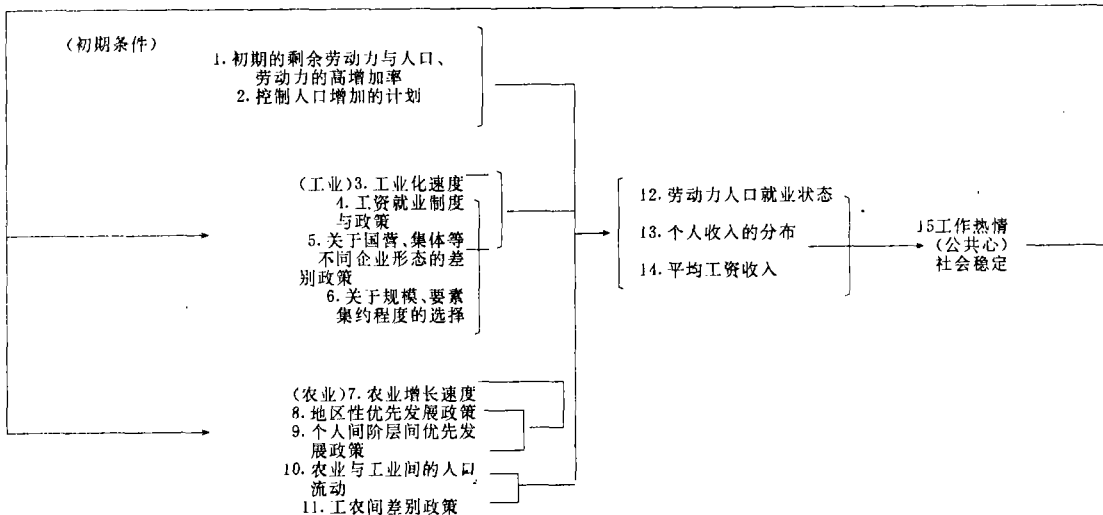 (初期条件)
1.初期的剩余劳动力与人口、
劳动力的高增加率
2.控制人口增加的计划
(工业)3.工业化速度
4.工资就业制度
与政策
5.关于国营、集体等
不同企业形态的差
别政策
6.关于规模、要素
集约程度的选择
(农业)7.农业增长速度
8.地区性优先发展政策
9.个人间阶层间优先发
展政策
10.农业与工业间的人口
流动
11.工农间差别政策
12.劳动力人口就业状态
13.个人收入的分布
14.平均工资收入
15工作热情
(公共心)
社会稳定